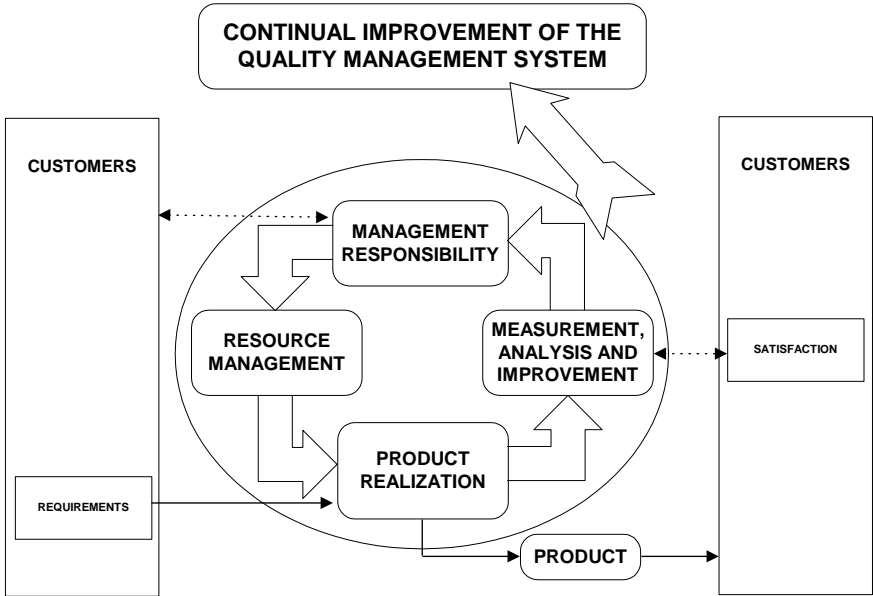 CONTINUAL IMPROVEMENT OF THE
QUALITY MANAGEMENT SYSTEM
CUSTOMERS
CUSTOMERS
MANAGEMENT
RESPONSIBILITY
RESOURCE
MANAGEMENT
MEASUREMENT,
ANALYSIS AND
IMPROVEMENT
SATISFACTION
PRODUCT
REALIZATION
REQUIREMENTS
PRODUCT